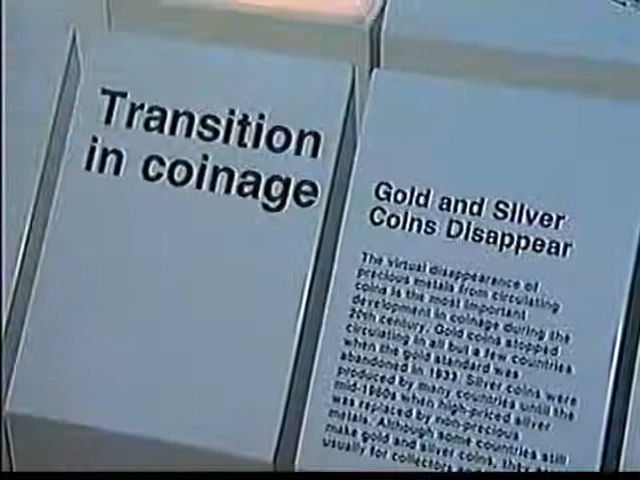 Transition
in coinage
Gold and Silver
Coins Disappear
The virtual disappearance of
precious metals from circulating
coins is the most important
development in coinage during the
20th century. Gold coins stopped
circulating in all but a few countries
when the gold standard was
abandoned in 1933. Silver coins were
produced by many countries until the
mid-1960s when high-priced silver
was replaced by non-precious
metals. Although some countries still
make gold and silver coins, they are
usually for collectors and